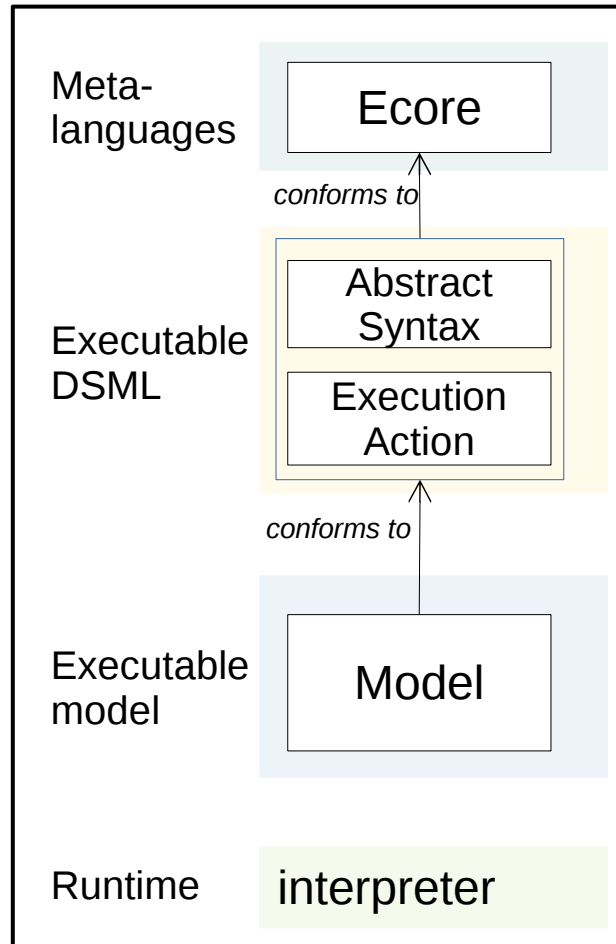 Meta-
languages
Ecore
conforms to
Executable
DSML
Abstract
Syntax
Execution
Action
conforms to
Executable
model
Model
Runtime
interpreter